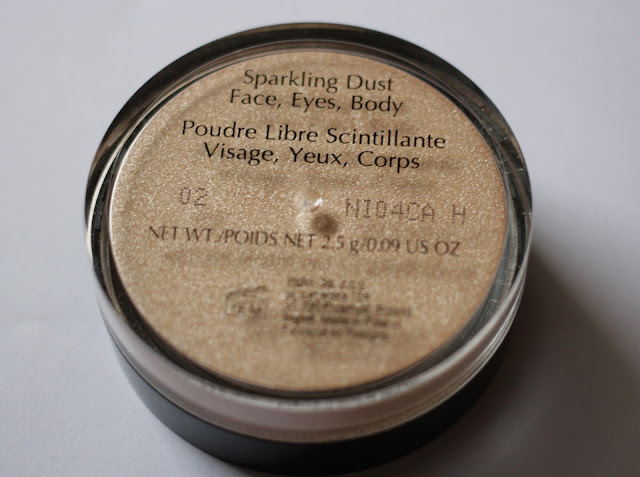 Sparkling Dust
Face, Eyes, Body
Poudre Libre Scintillante
Visage, Yeux, Corps
02 NI04CA H
NET WT./POIDS NET 2.5 g/0.09 US OZ